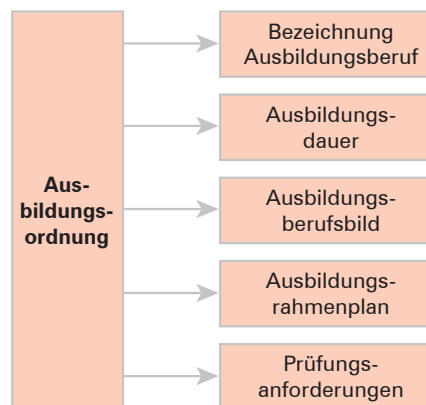 Aus-
bildungs-
ordnung
Bezeichnung
Ausbildungsberuf
Ausbildungs-
dauer
Ausbildungs-
berufsbild
Ausbildungs-
rahmenplan
Prüfungs-
anforderungen